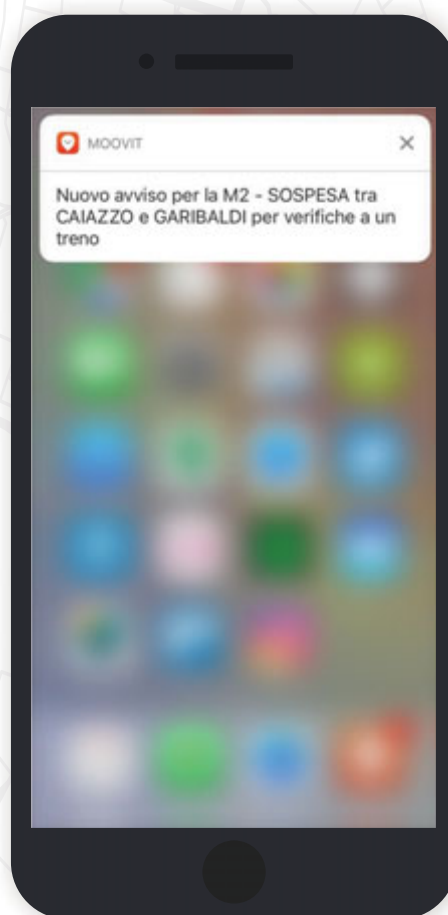 MOOVIT
Nuovo avviso per la M2 - SOSPESA tra
CAIAZZO e GARIBALDI per verifiche a un
treno